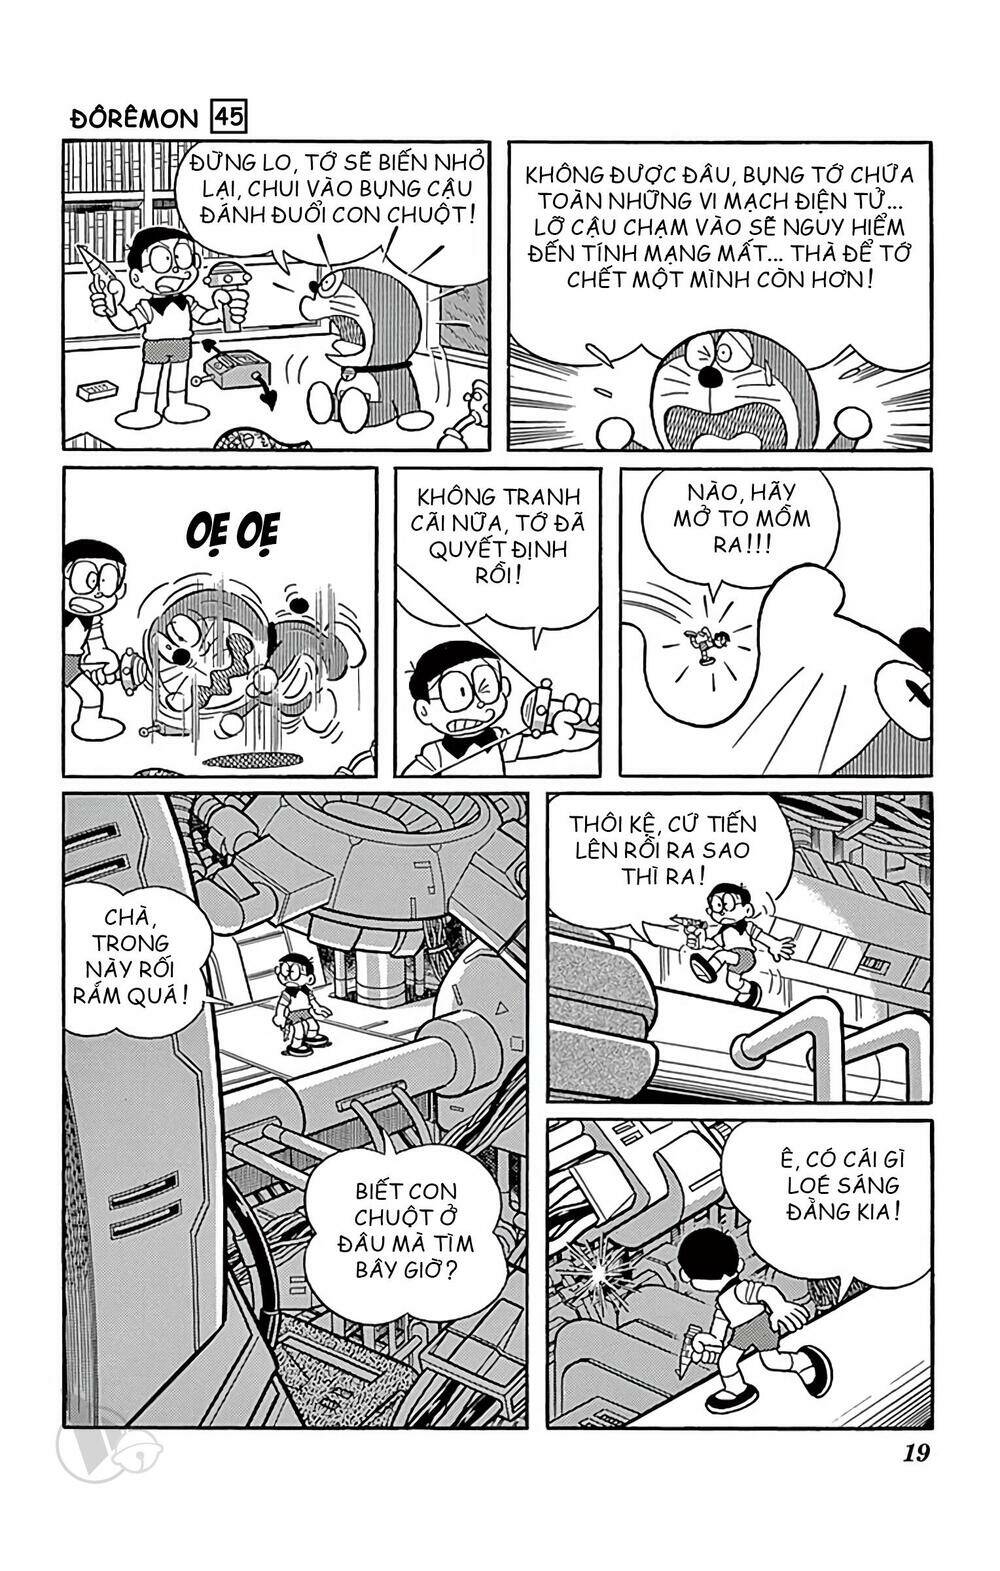 ĐÔRÊMON 45
ĐỪNG LO, TỚ SẼ BIẾN NHỎ
LẠI, CHUI VÀO BỤNG CẬU
ĐÁNH ĐUỔI CON CHUỘT!
KHÔNG ĐƯỢC ĐÂU, BỤNG TỚ CHỨA
TOÀN NHỮNG VI MẠCH ĐIỆN TỬ...
LỠ CẬU CHẠM VÀO SẼ NGUY HIỂM
ĐẾN TÍNH MẠNG MẤT... THÀ ĐỂ TỚ
CHẾT MỘT MÌNH CÒN HƠN!
OẸ OẸ
KHÔNG TRANH
CÃI NỮA, TỚ ĐÃ
QUYẾT ĐỊNH
RỒI!
NÀO, HÃY
MỞ TO MỒM
RA!!!
CHÀ,
TRONG
NÀY RỐI
RẮM QUÁ!
BIẾT CON
CHUỘT Ở
ĐÂU MÀ TÌM
BÂY GIỜ?
THÔI KỆ, CỨ TIẾN
LÊN RỒI RA SAO
THÌ RA!
Ê, CÓ CÁI GÌ
LOÉ SÁNG
ĐẰNG KIA!
19